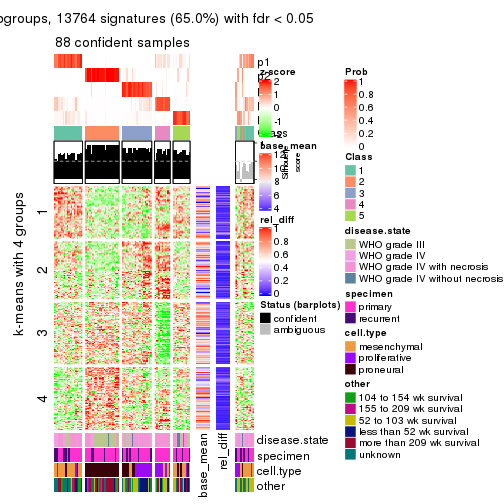 ogroups, 13764 signatures (65.0%) with fdr < 0.05
88 confident samples
p1
z-score
2
1
0
-1
-2
base_mean
12
10
8
6
4
rel_diff
1
0.8
0.6
0.4
0.2
0
Status (barplots)
confident
ambiguous
Silhouette
score
Prob
1
0.8
0.6
0.4
0.2
0
Class
1
2
3
4
5
disease.state
WHO grade III
WHO grade IV
WHO grade IV with necrosis
WHO grade IV without necrosis
specimen
primary
recurrent
cell.type
mesenchymal
proliferative
proneural
other
104 to 154 wk survival
155 to 209 wk survival
52 to 103 wk survival
less than 52 wk survival
more than 209 wk survival
unknown
k-means with 4 groups
1
2
3
4
base_mean
rel_diff
disease.state
specimen
cell.type
other